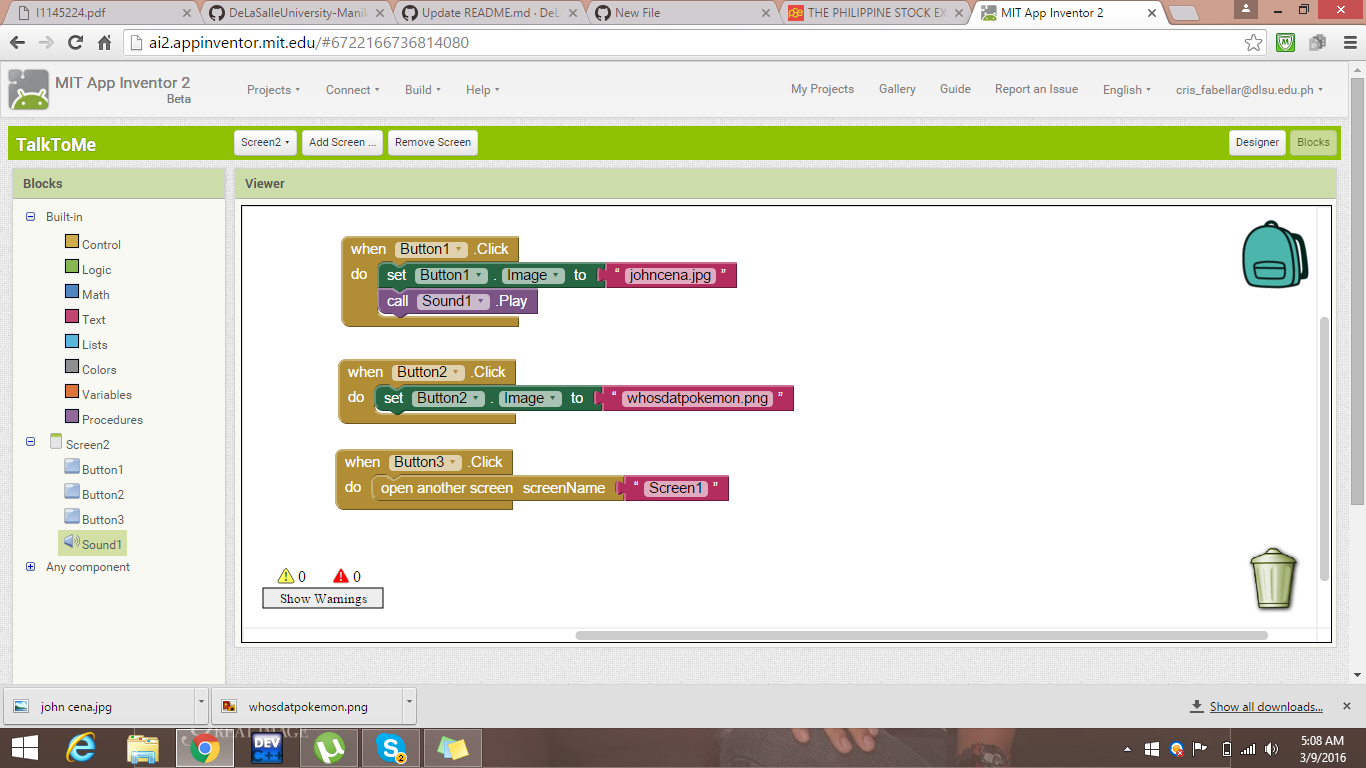 I1145224.pdf
DeLaSalleUniversity-Manil
Update README.md · DeL
New File
THE PHILIPPINE STOCK EX
MIT App Inventor 2
ai2.appinventor.mit.edu/#6722166736814080
MIT App Inventor 2
Beta
Projects
Connect
Build
Help
My Projects
Gallery
Guide
Report an Issue
English
cris_fabellar@dlsu.edu.ph
TalkToMe
Screen2
Add Screen ...
Remove Screen
Designer
Blocks
Blocks
Viewer
Built-in
Control
Logic
Math
Text
Lists
Colors
Variables
Procedures
Screen2
Button1
Button2
Button3
Sound1
Any component
when Button1 .Click
do set Button1 . Image to " johncena.jpg "
call Sound1 .Play
when Button2 .Click
do set Button2 . Image to " whosdatpokemon.png "
when Button3 .Click
do open another screen screenName " Screen1 "
0 0
Show Warnings
john cena.jpg
whosdatpokemon.png
Show all downloads...
REAL IMAGE
DEV
C++
2
5:08 AM
3/9/2016